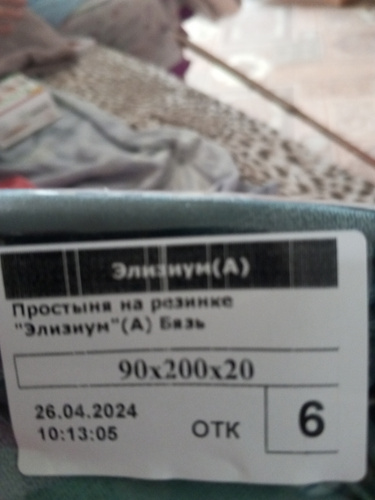 Элизиум(А)
Простыня на резинке
"Элизиум"(А) Бязь
90x200x20
26.04.2024
10:13:05
ОТК
6